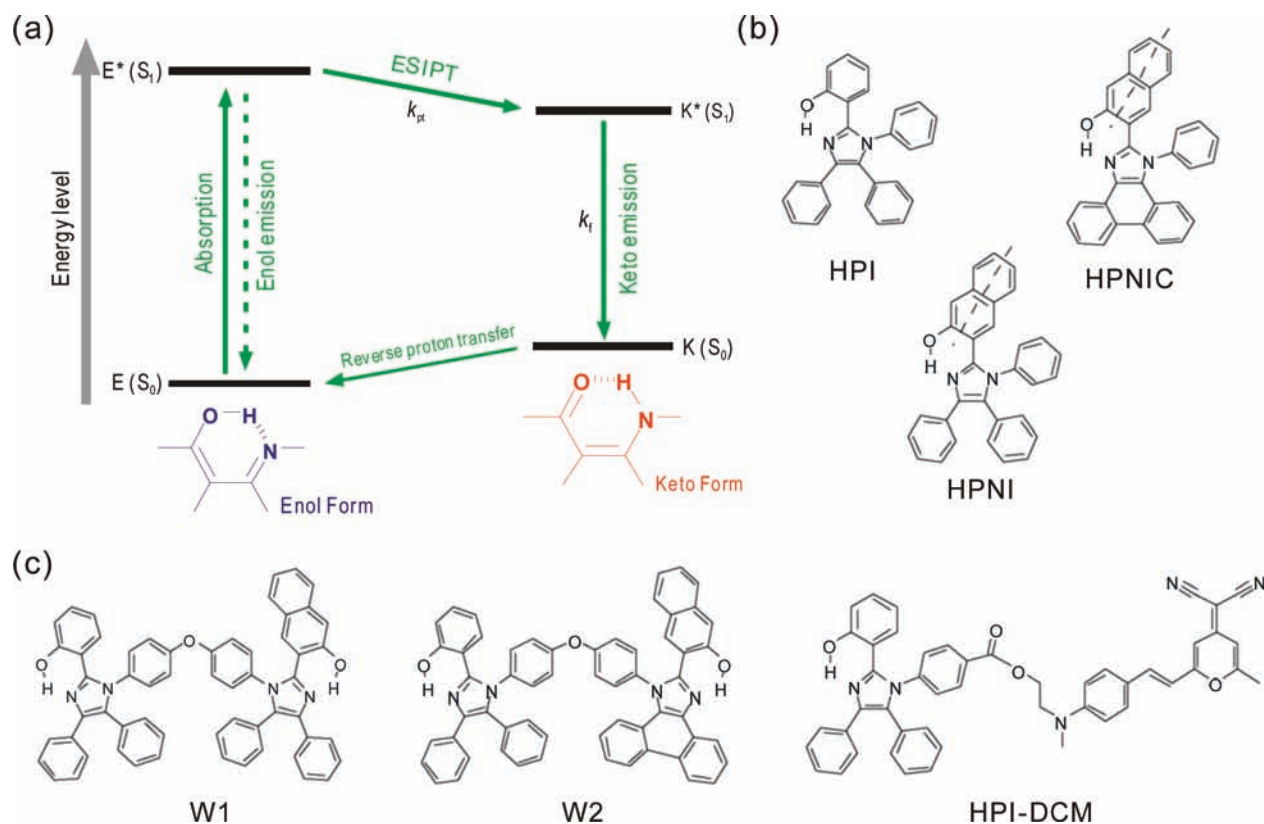 (a)
Energy level
E* (S₁)
ESIPT
kₚₜ
K* (S₁)
Absorption
Enol emission
k_f
Keto emission
Reverse proton transfer
K (S₀)
E (S₀)
O H
N
Enol Form
O H
N
Keto Form
(b)
O
H
N N
HPI
O
H
N N
HPNIC
O
H
N N
HPNI
(c)
O
H
N N
O
N N
O
H
W1
O
H
N N
O
N N
O
H
W2
O
H
N N
O
O
N
O
N N
HPI-DCM